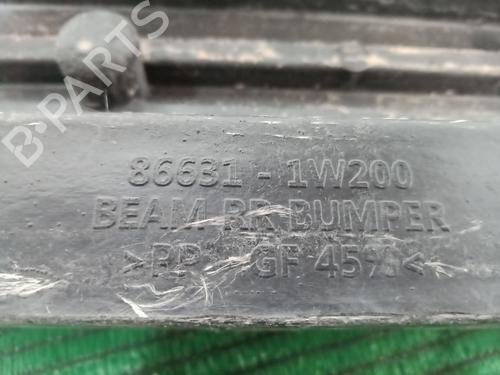 B-Parts
86631 - 1W200
BEAM RR BUMPER
>PP GF 45%<